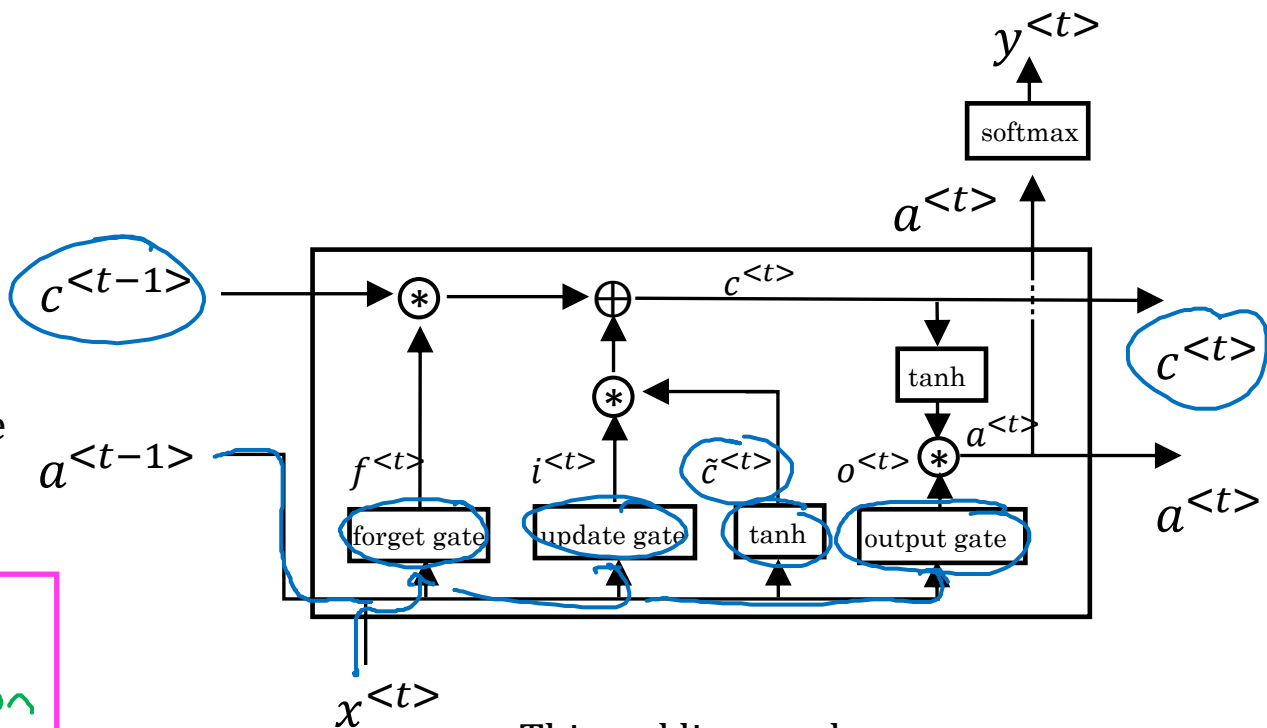 y^{<t>}
softmax
a^{<t>}
c^{<t-1>}
*
c^{<t>}
c^{<t>}
tanh
*
e
a^{<t-1>}
f^{<t>}
i^{<t>}
c̃^{<t>}
o^{<t>}
*
a^{<t>}
a^{<t>}
forget gate
update gate
tanh
output gate
x^{<t>}